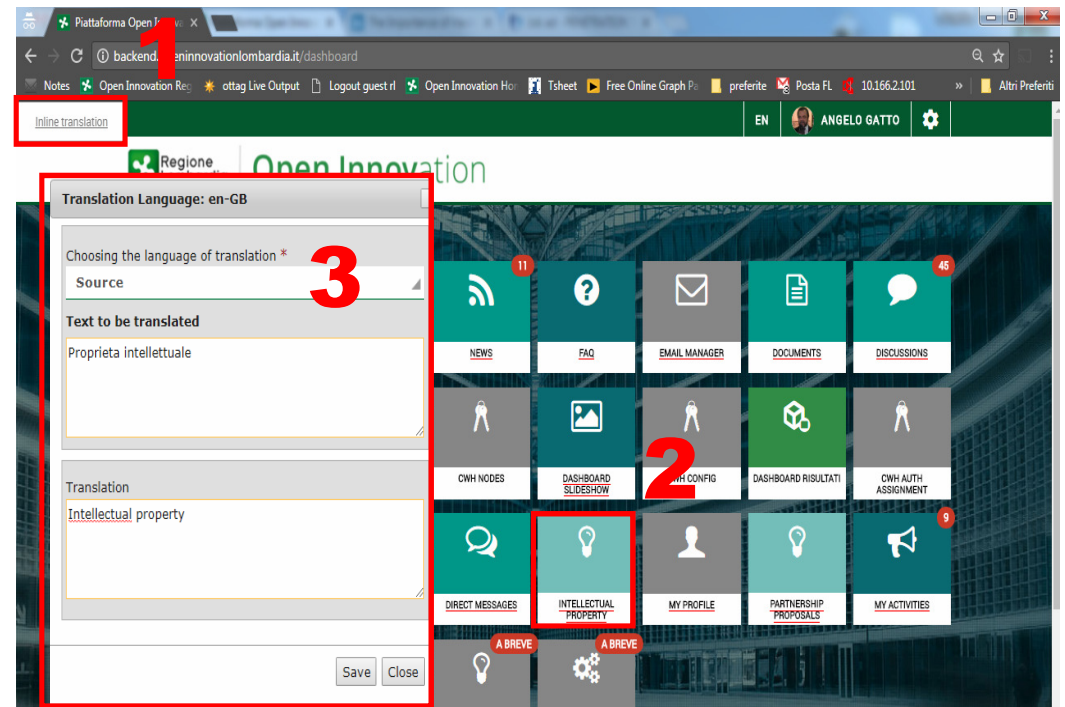 Piattaforma Open
backend. eninnovationlombardia.it/dashboard
Notes
Open Innovation Reg
ottag Live Output
Logout guest rl
Open Innovation Hor
Tsheet
Free Online Graph Pa
preferite
Posta FL
10.166.2.101
»
Altri Preferiti
1
Inline translation
EN
ANGELO GATTO
Regione
Open Innovation
Translation Language: en-GB
Choosing the language of translation *
Source
3
Text to be translated
Proprieta intellettuale
Translation
Intellectual property
Save
Close
11
45
NEWS
FAQ
EMAIL MANAGER
DOCUMENTS
DISCUSSIONS
2
CWH NODES
DASHBOARD
SLIDESHOW
CWH CONFIG
DASHBOARD RISULTATI
CWH AUTH
ASSIGNMENT
9
DIRECT MESSAGES
INTELLECTUAL
PROPERTY
MY PROFILE
PARTNERSHIP
PROPOSALS
MY ACTIVITIES
A BREVE
A BREVE